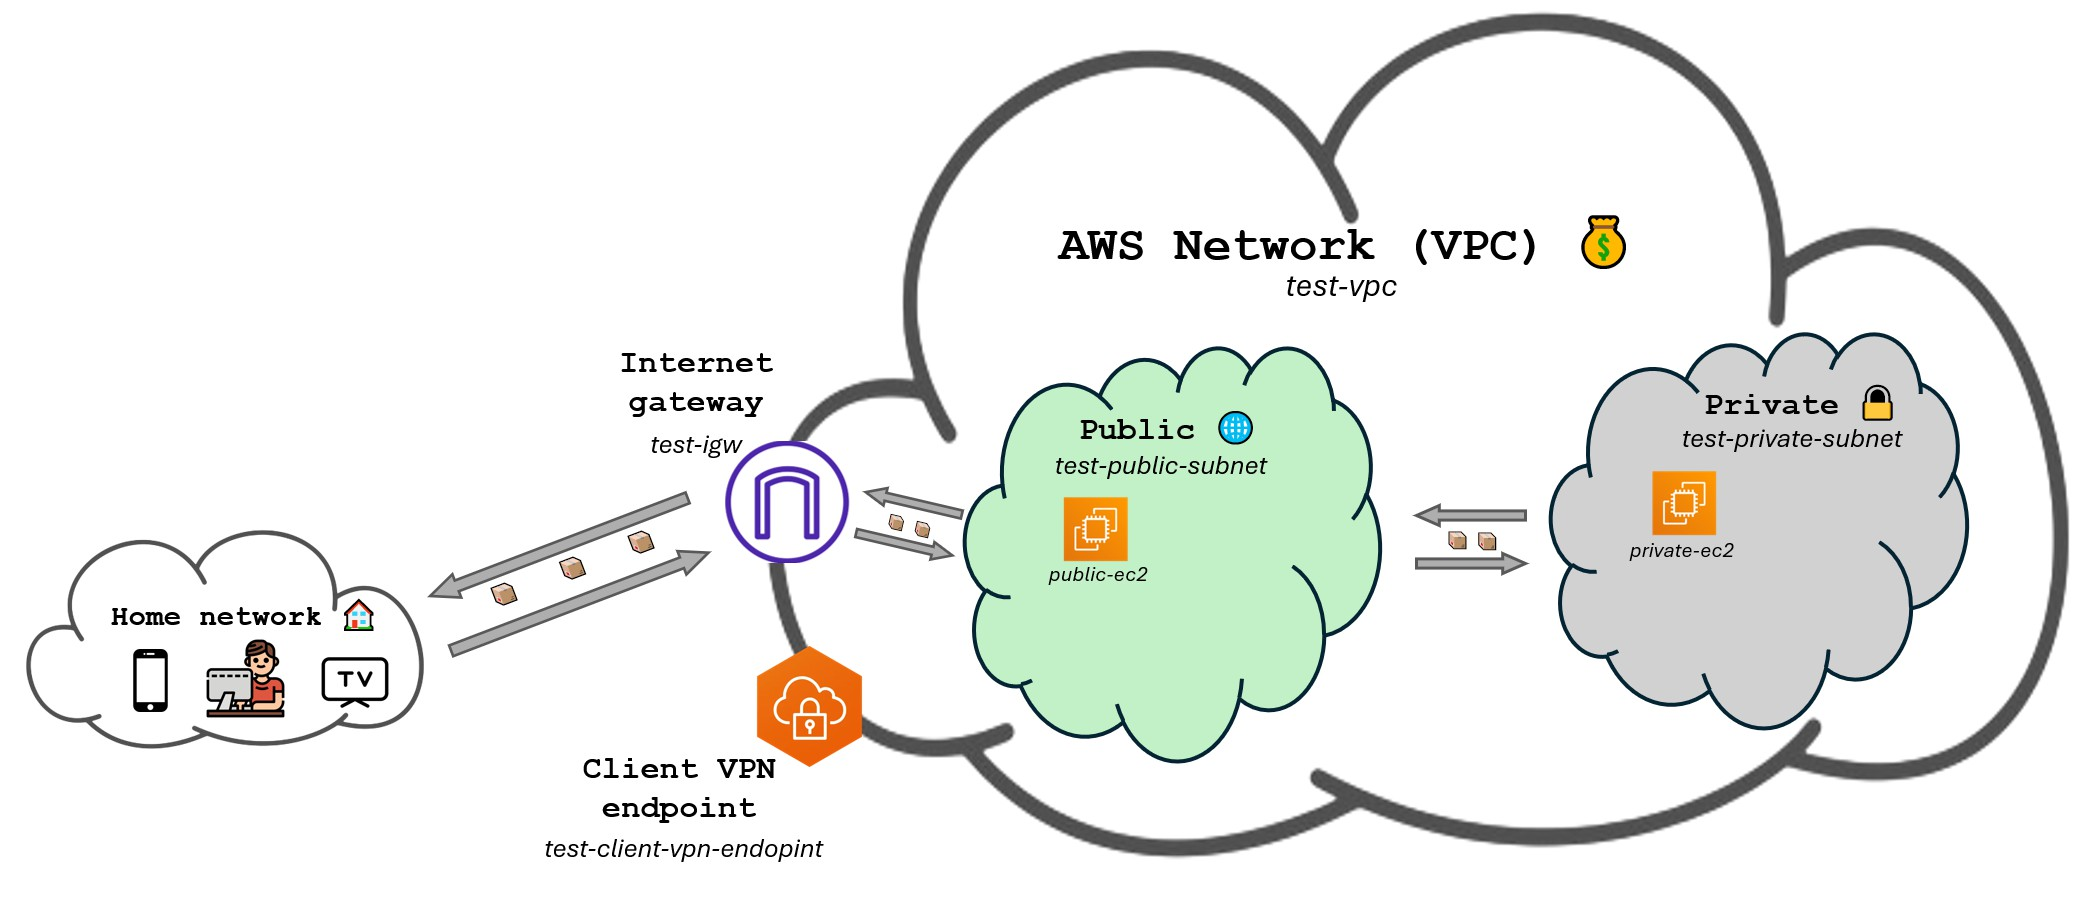 AWS Network (VPC)
test-vpc
Internet
gateway
test-igw
Public
test-public-subnet
public-ec2
Private
test-private-subnet
private-ec2
Home network
TV
Client VPN
endpoint
test-client-vpn-endopint